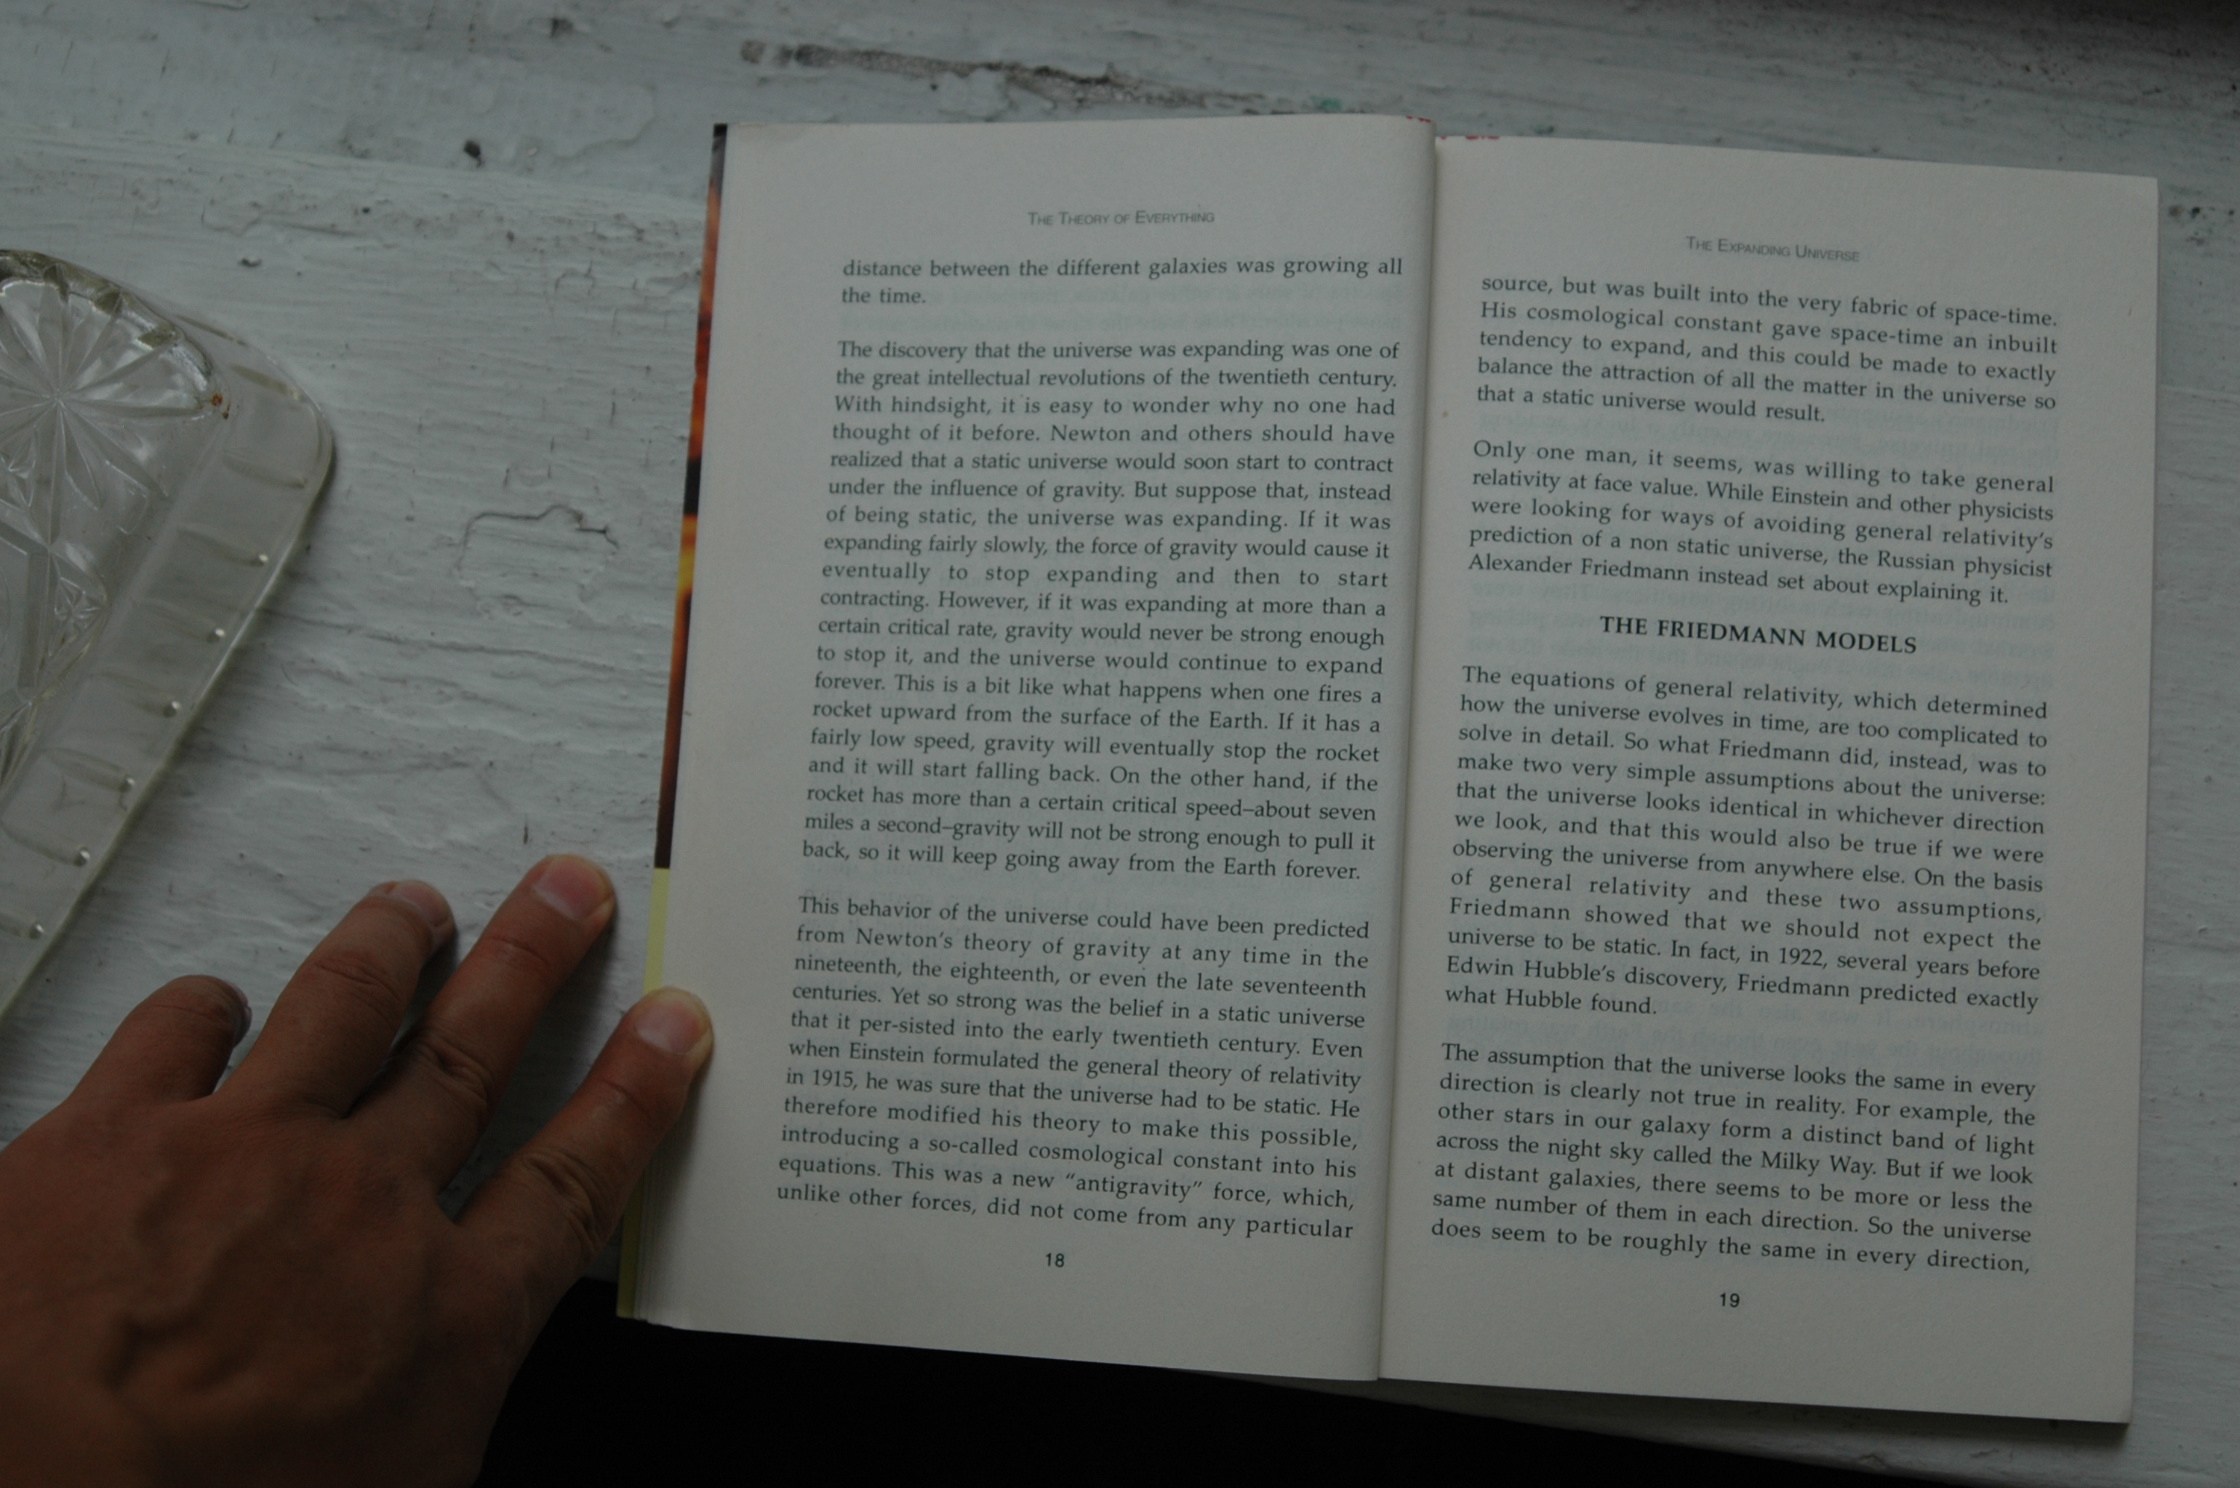 THE THEORY OF EVERYTHING
distance between the different galaxies was growing all
the time.
The discovery that the universe was expanding was one of
the great intellectual revolutions of the twentieth century.
With hindsight, it is easy to wonder why no one had
thought of it before. Newton and others should have
realized that a static universe would soon start to contract
under the influence of gravity. But suppose that, instead
of being static, the universe was expanding. If it was
expanding fairly slowly, the force of gravity would cause it
eventually to stop expanding and then to start
contracting. However, if it was expanding at more than a
certain critical rate, gravity would never be strong enough
to stop it, and the universe would continue to expand
forever. This is a bit like what happens when one fires a
rocket upward from the surface of the Earth. If it has a
fairly low speed, gravity will eventually stop the rocket
and it will start falling back. On the other hand, if the
rocket has more than a certain critical speed–about seven
miles a second–gravity will not be strong enough to pull it
back, so it will keep going away from the Earth forever.
This behavior of the universe could have been predicted
from Newton's theory of gravity at any time in the
nineteenth, the eighteenth, or even the late seventeenth
centuries. Yet so strong was the belief in a static universe
that it per-sisted into the early twentieth century. Even
when Einstein formulated the general theory of relativity
in 1915, he was sure that the universe had to be static. He
therefore modified his theory to make this possible,
introducing a so-called cosmological constant into his
equations. This was a new “antigravity” force, which,
unlike other forces, did not come from any particular
18
THE EXPANDING UNIVERSE
source, but was built into the very fabric of space-time.
His cosmological constant gave space-time an inbuilt
tendency to expand, and this could be made to exactly
balance the attraction of all the matter in the universe so
that a static universe would result.
Only one man, it seems, was willing to take general
relativity at face value. While Einstein and other physicists
were looking for ways of avoiding general relativity's
prediction of a non static universe, the Russian physicist
Alexander Friedmann instead set about explaining it.
THE FRIEDMANN MODELS
The equations of general relativity, which determined
how the universe evolves in time, are too complicated to
solve in detail. So what Friedmann did, instead, was to
make two very simple assumptions about the universe:
that the universe looks identical in whichever direction
we look, and that this would also be true if we were
observing the universe from anywhere else. On the basis
of general relativity and these two assumptions,
Friedmann showed that we should not expect the
universe to be static. In fact, in 1922, several years before
Edwin Hubble's discovery, Friedmann predicted exactly
what Hubble found.
The assumption that the universe looks the same in every
direction is clearly not true in reality. For example, the
other stars in our galaxy form a distinct band of light
across the night sky called the Milky Way. But if we look
at distant galaxies, there seems to be more or less the
same number of them in each direction. So the universe
does seem to be roughly the same in every direction,
19